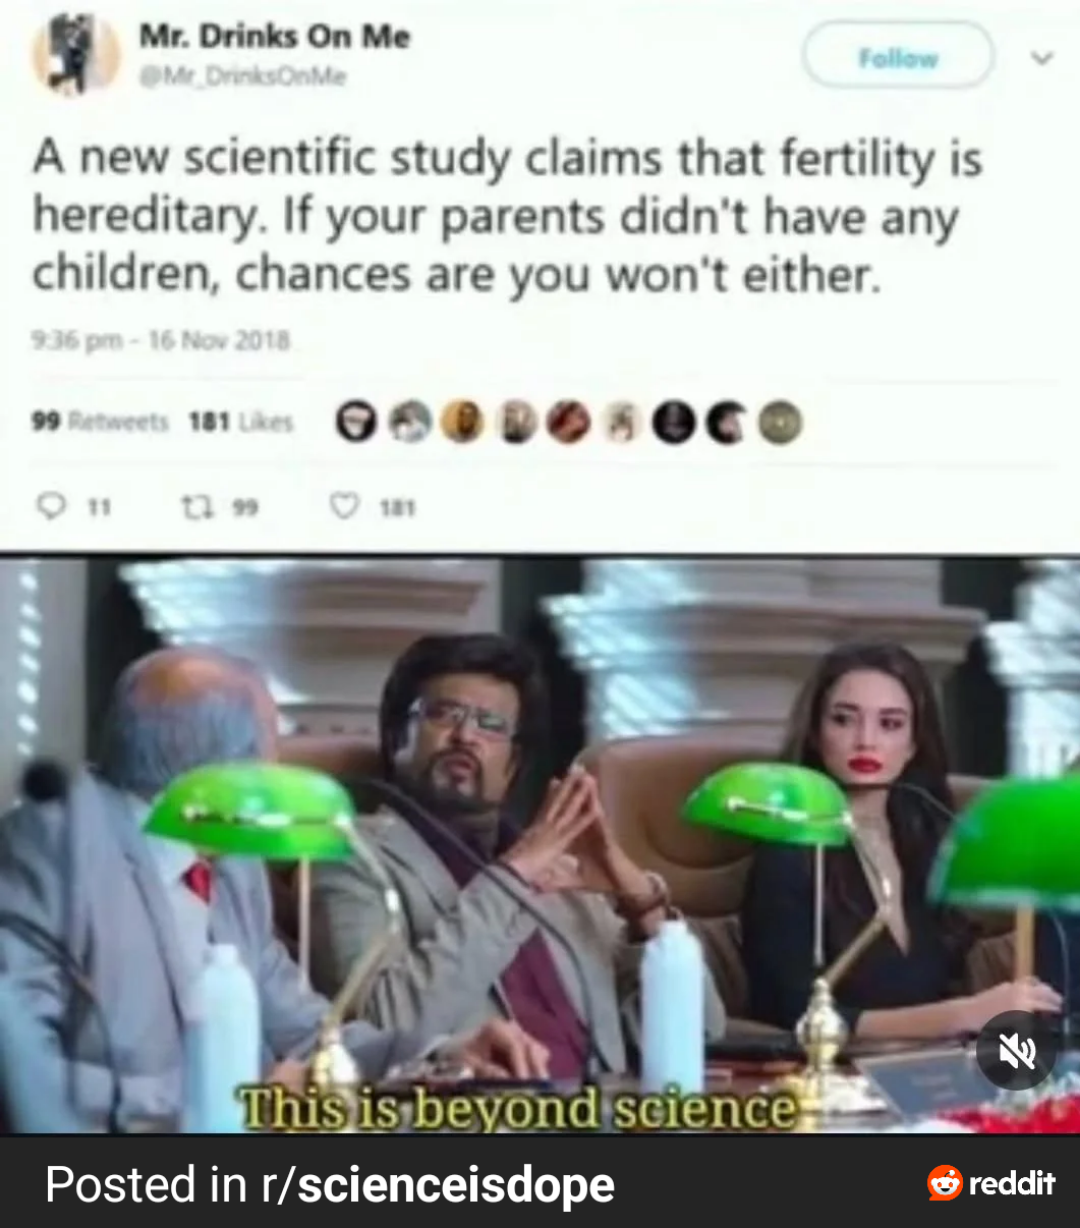 Mr. Drinks On Me
@Mr_DrinksOnMe
Follow
A new scientific study claims that fertility is
hereditary. If your parents didn't have any
children, chances are you won't either.
9:36 pm - 16 Nov 2018
99 Retweets 181 Likes
11 99 181
This is beyond science
Posted in r/scienceisdope
reddit